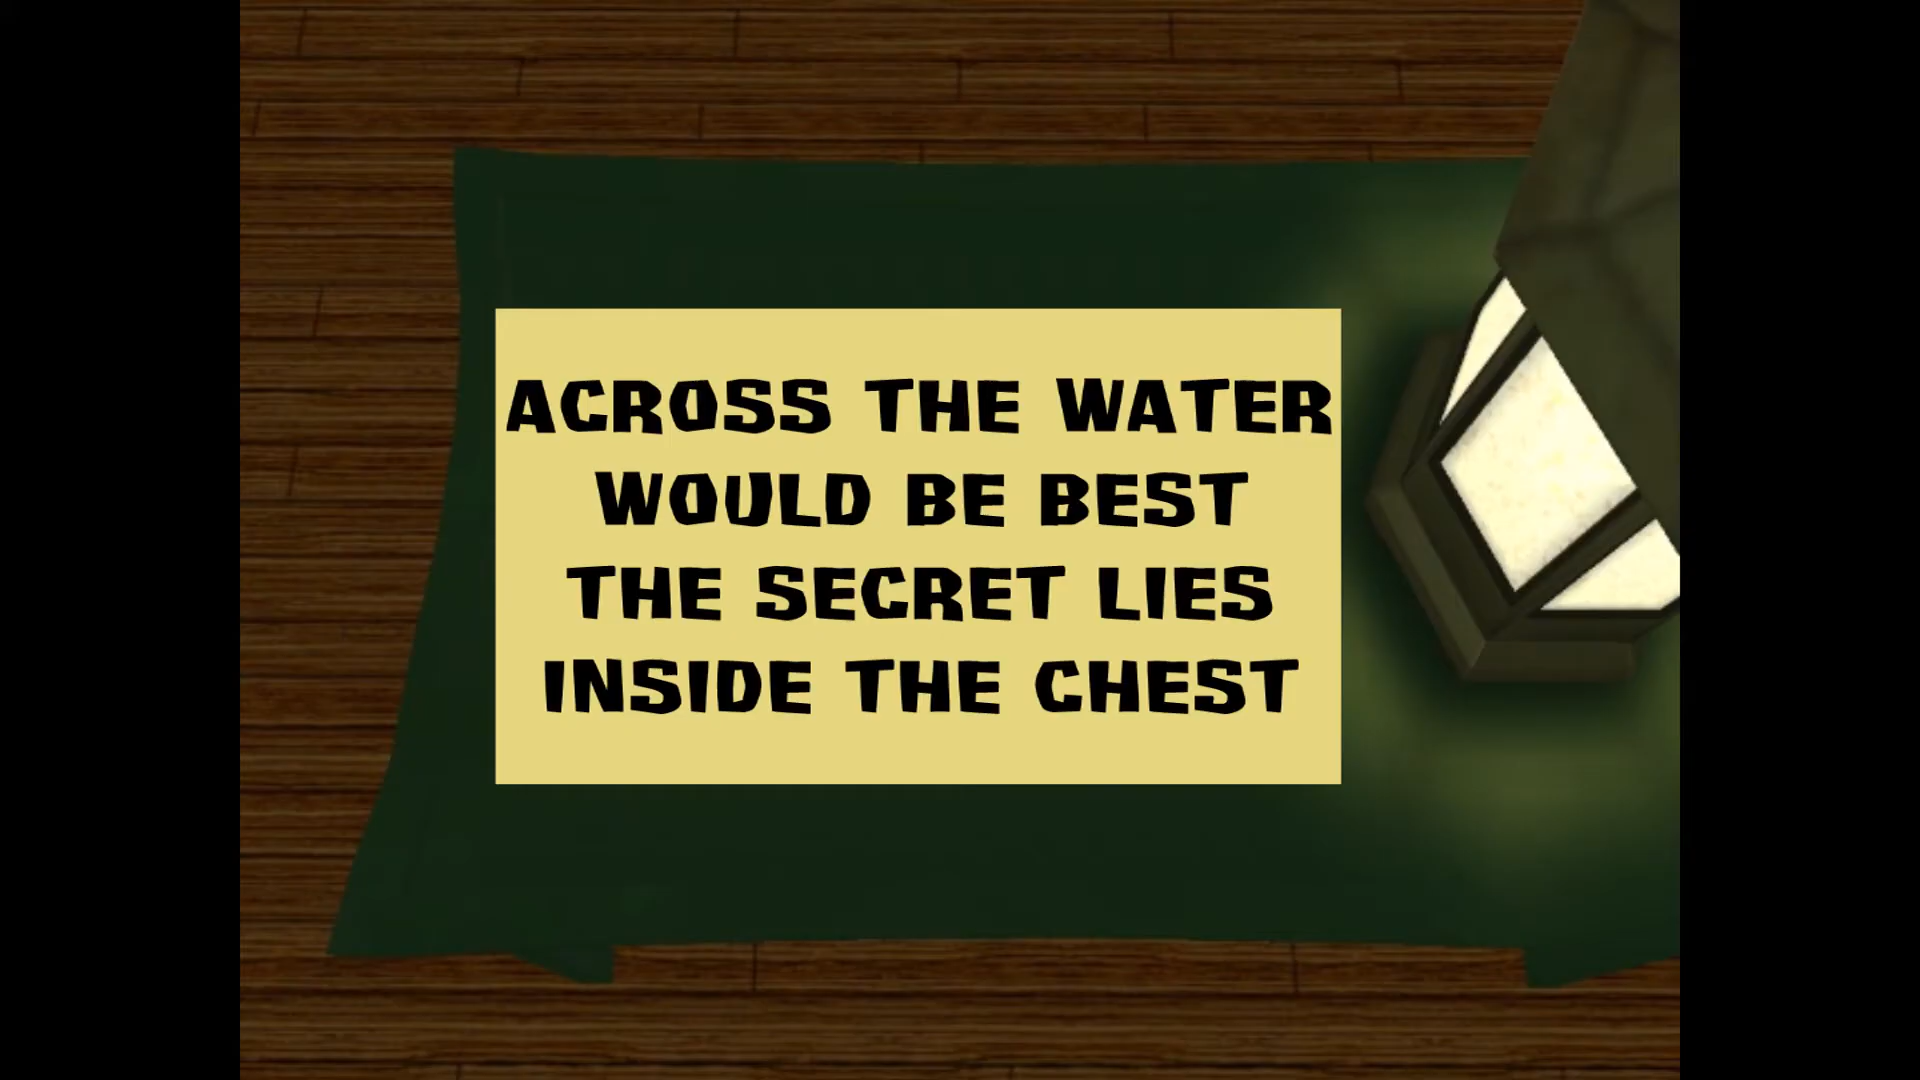 ACROSS THE WATER
WOULD BE BEST
THE SECRET LIES
INSIDE THE CHEST